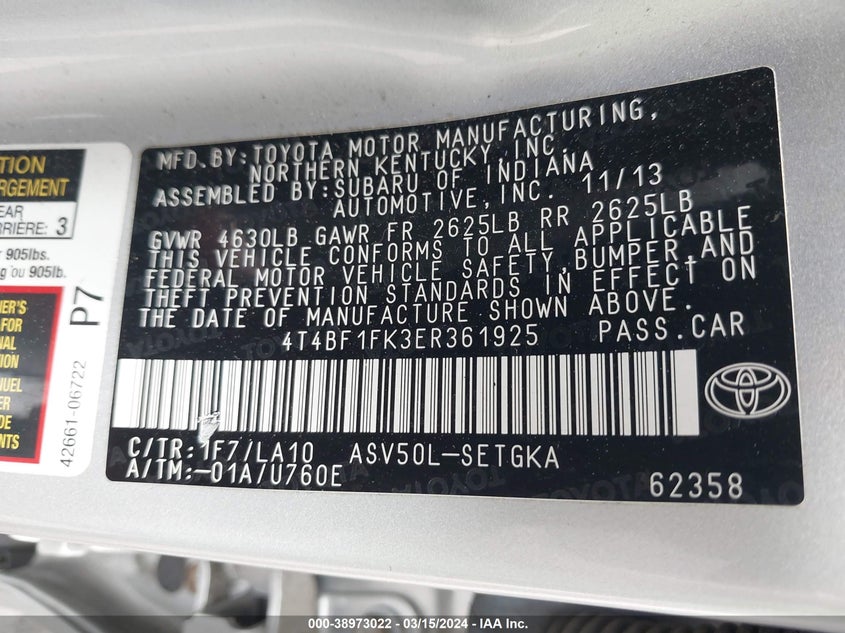 TION
RGEMENT
EAR
RRIERE: 3
905lbs.
ng ou 905lb.
P7
42661-06722
MFD.BY:TOYOTA MOTOR MANUFACTURING,
NORTHERN KENTUCKY, INC.
ASSEMBLED BY:SUBARU OF INDIANA
AUTOMOTIVE,INC. 11/13
GVWR 4630LB GAWR FR 2625LB RR 2625LB
THIS VEHICLE CONFORMS TO ALL APPLICABLE
FEDERAL MOTOR VEHICLE SAFETY,BUMPER,AND
THEFT PREVENTION STANDARDS IN EFFECT ON
THE DATE OF MANUFACTURE SHOWN ABOVE.
4T4BF1FK3ER361925 PASS.CAR
C/TR:1F7/LA10 ASV50L-SETGKA
A/TM:-01A/U760E
62358
000-38973022 - 03/15/2024 - IAA Inc.